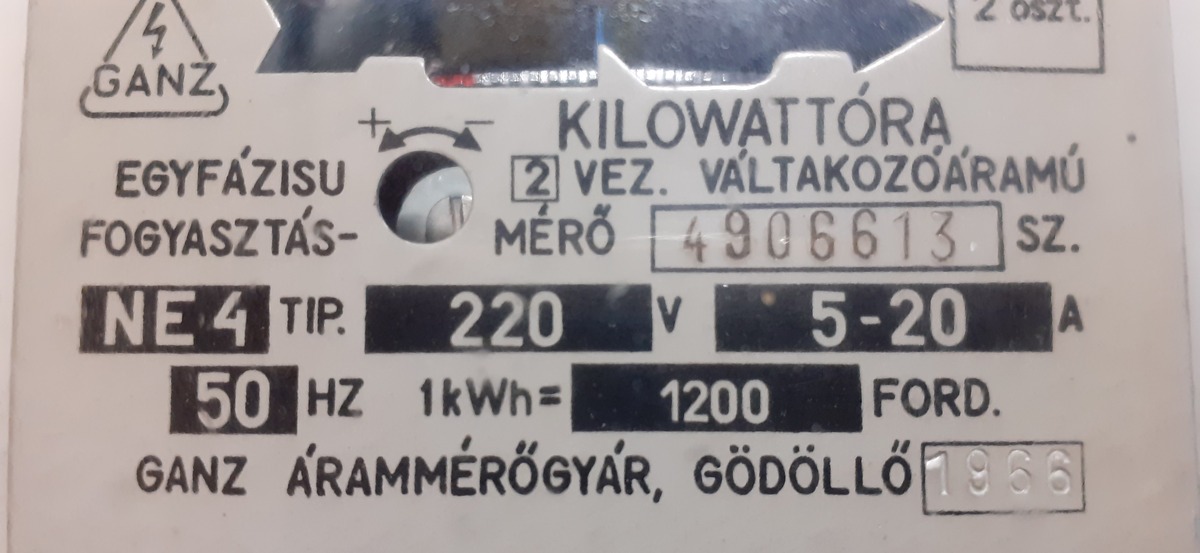 2 oszt.
GANZ
+ -
KILOWATTÓRA
EGYFÁZISU 2 VEZ. VÁLTAKOZÓÁRAMÚ
FOGYASZTÁS- MÉRŐ 4906613 SZ.
NE 4 TIP. 220 V 5-20 A
50 HZ 1kWh= 1200 FORD.
GANZ ÁRAMMÉRŐGYÁR, GÖDÖLLŐ 1966